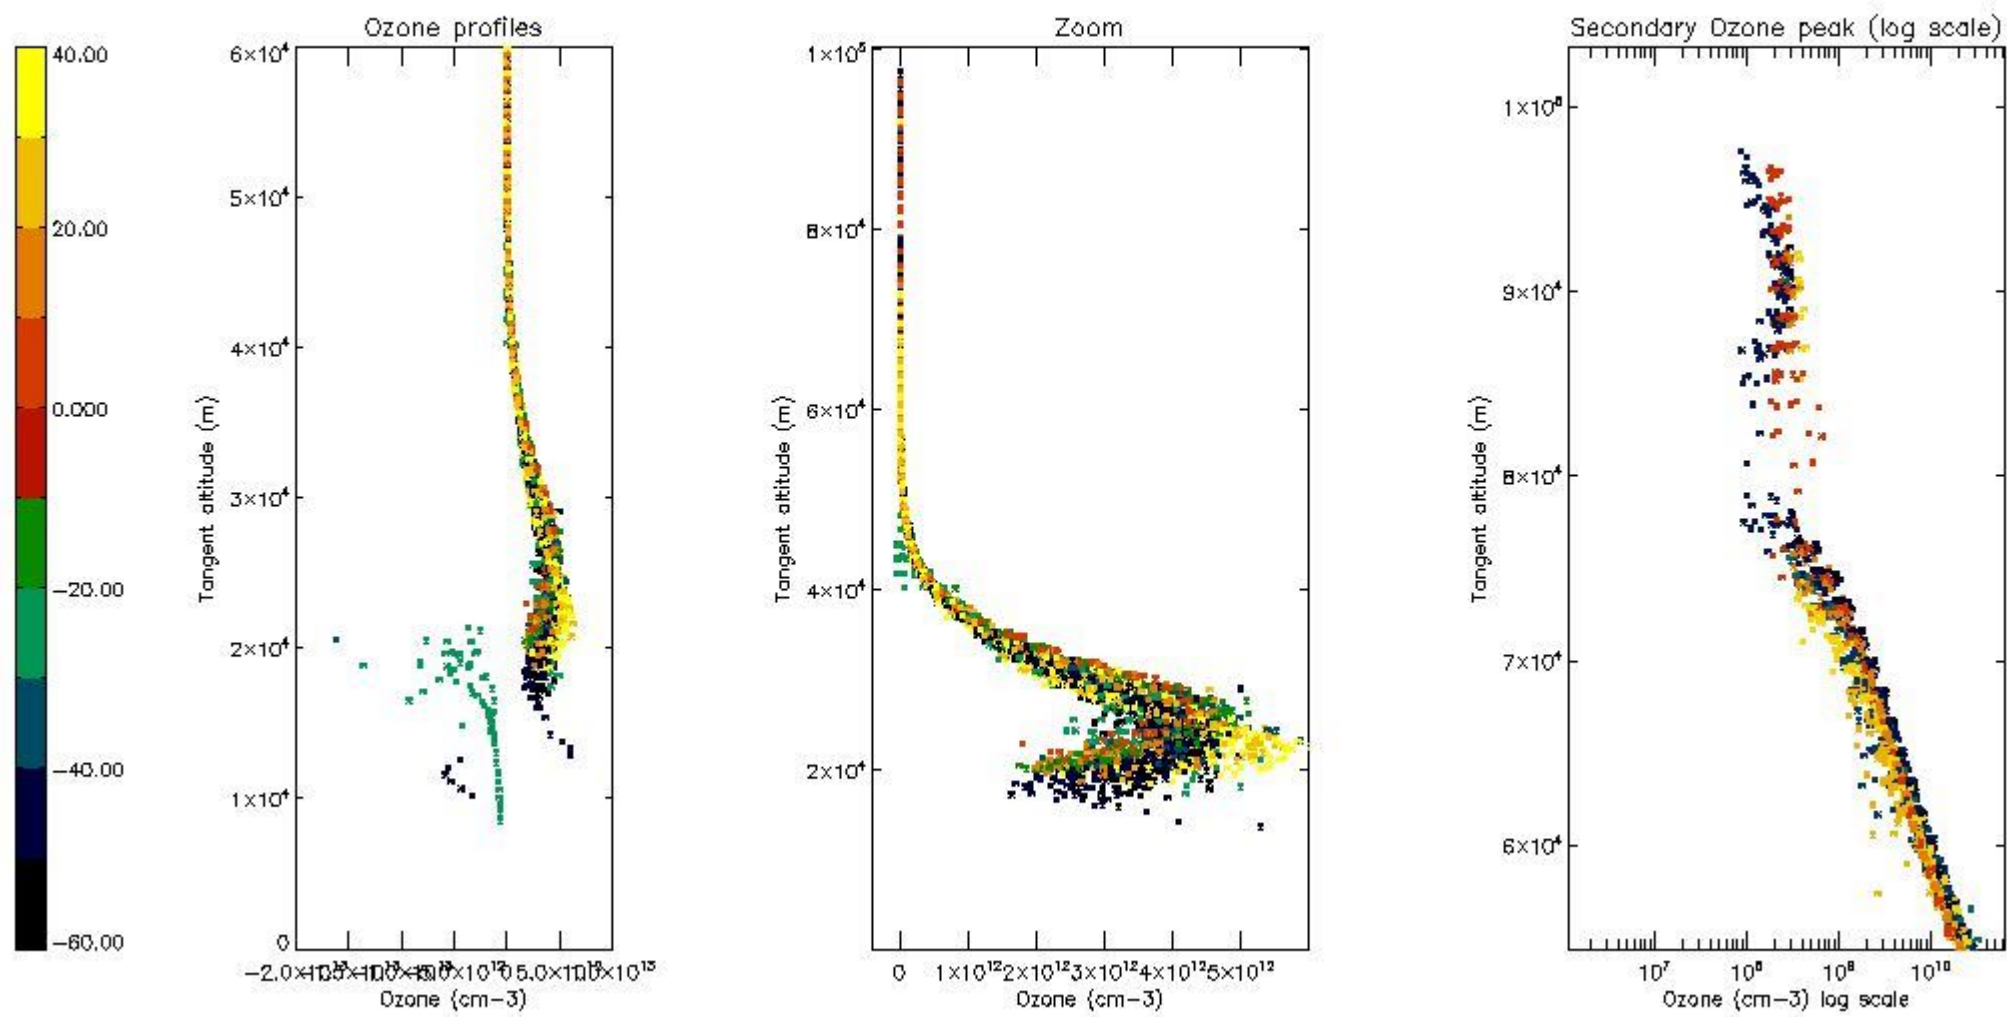 Ozone profiles
Zoom
Secondary Ozone peak (log scale)
40.00
20.00
0.000
−20.00
−40.00
−60.00
6×10⁴
5×10⁴
4×10⁴
3×10⁴
2×10⁴
1×10⁴
0
Tangent altitude (m)
0
Ozone (cm−3)
1×10⁵
8×10⁴
6×10⁴
4×10⁴
2×10⁴
Tangent altitude (m)
0 1×10¹² 2×10¹² 3×10¹² 4×10¹² 5×10¹²
Ozone (cm−3)
9×10⁴
8×10⁴
7×10⁴
6×10⁴
Tangent altitude (m)
10⁷ 10⁸ 10⁹ 10¹⁰
Ozone (cm−3) log scale